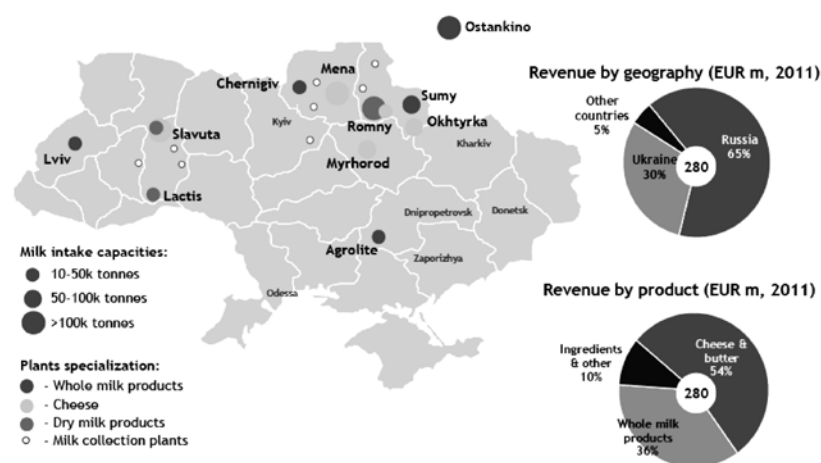 Ostankino
Mena
Chernigiv
Sumy
Kyiv
Romny
Okhtyrka
Slavuta
Kharkiv
Lviv
Myrhorod
Lactis
Dnipropetrovsk
Donetsk
Agrolite
Zaporizhya
Odessa
Milk intake capacities:
10-50k tonnes
50-100k tonnes
>100k tonnes
Plants specialization:
- Whole milk products
- Cheese
- Dry milk products
- Milk collection plants
Revenue by geography (EUR m, 2011)
Other
countries
5%
Russia
65%
Ukraine
30%
280
Revenue by product (EUR m, 2011)
Ingredients
& other
10%
Cheese &
butter
54%
280
Whole milk
products
36%